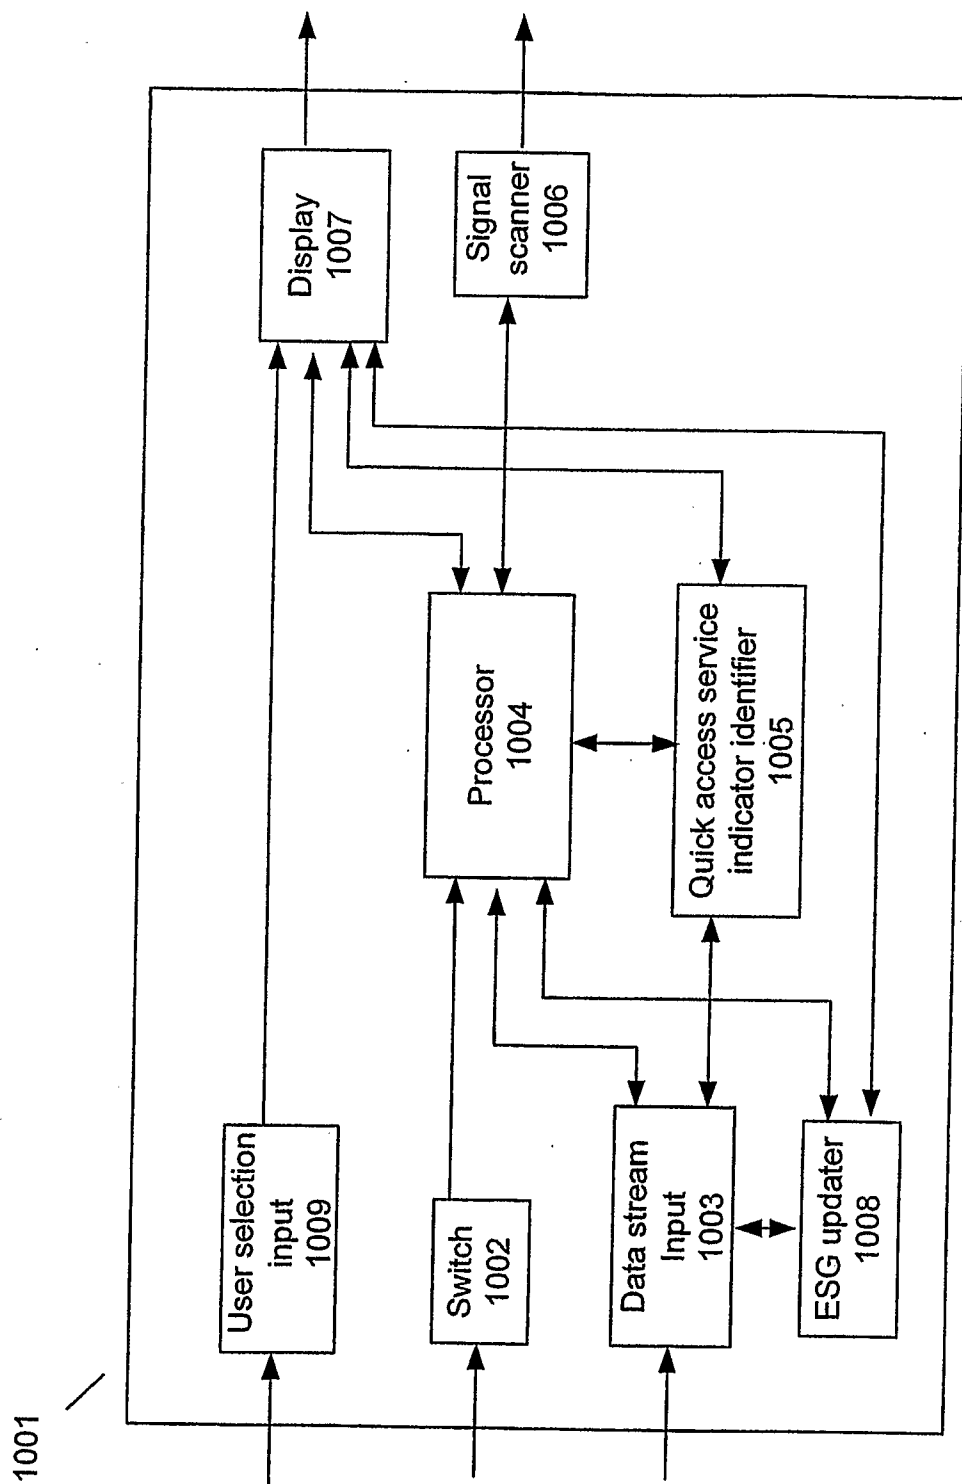 1001
User selection
input
1009
Switch
1002
Data stream
Input
1003
ESG updater
1008
Processor
1004
Quick access service
indicator identifier
1005
Display
1007
Signal
scanner
1006